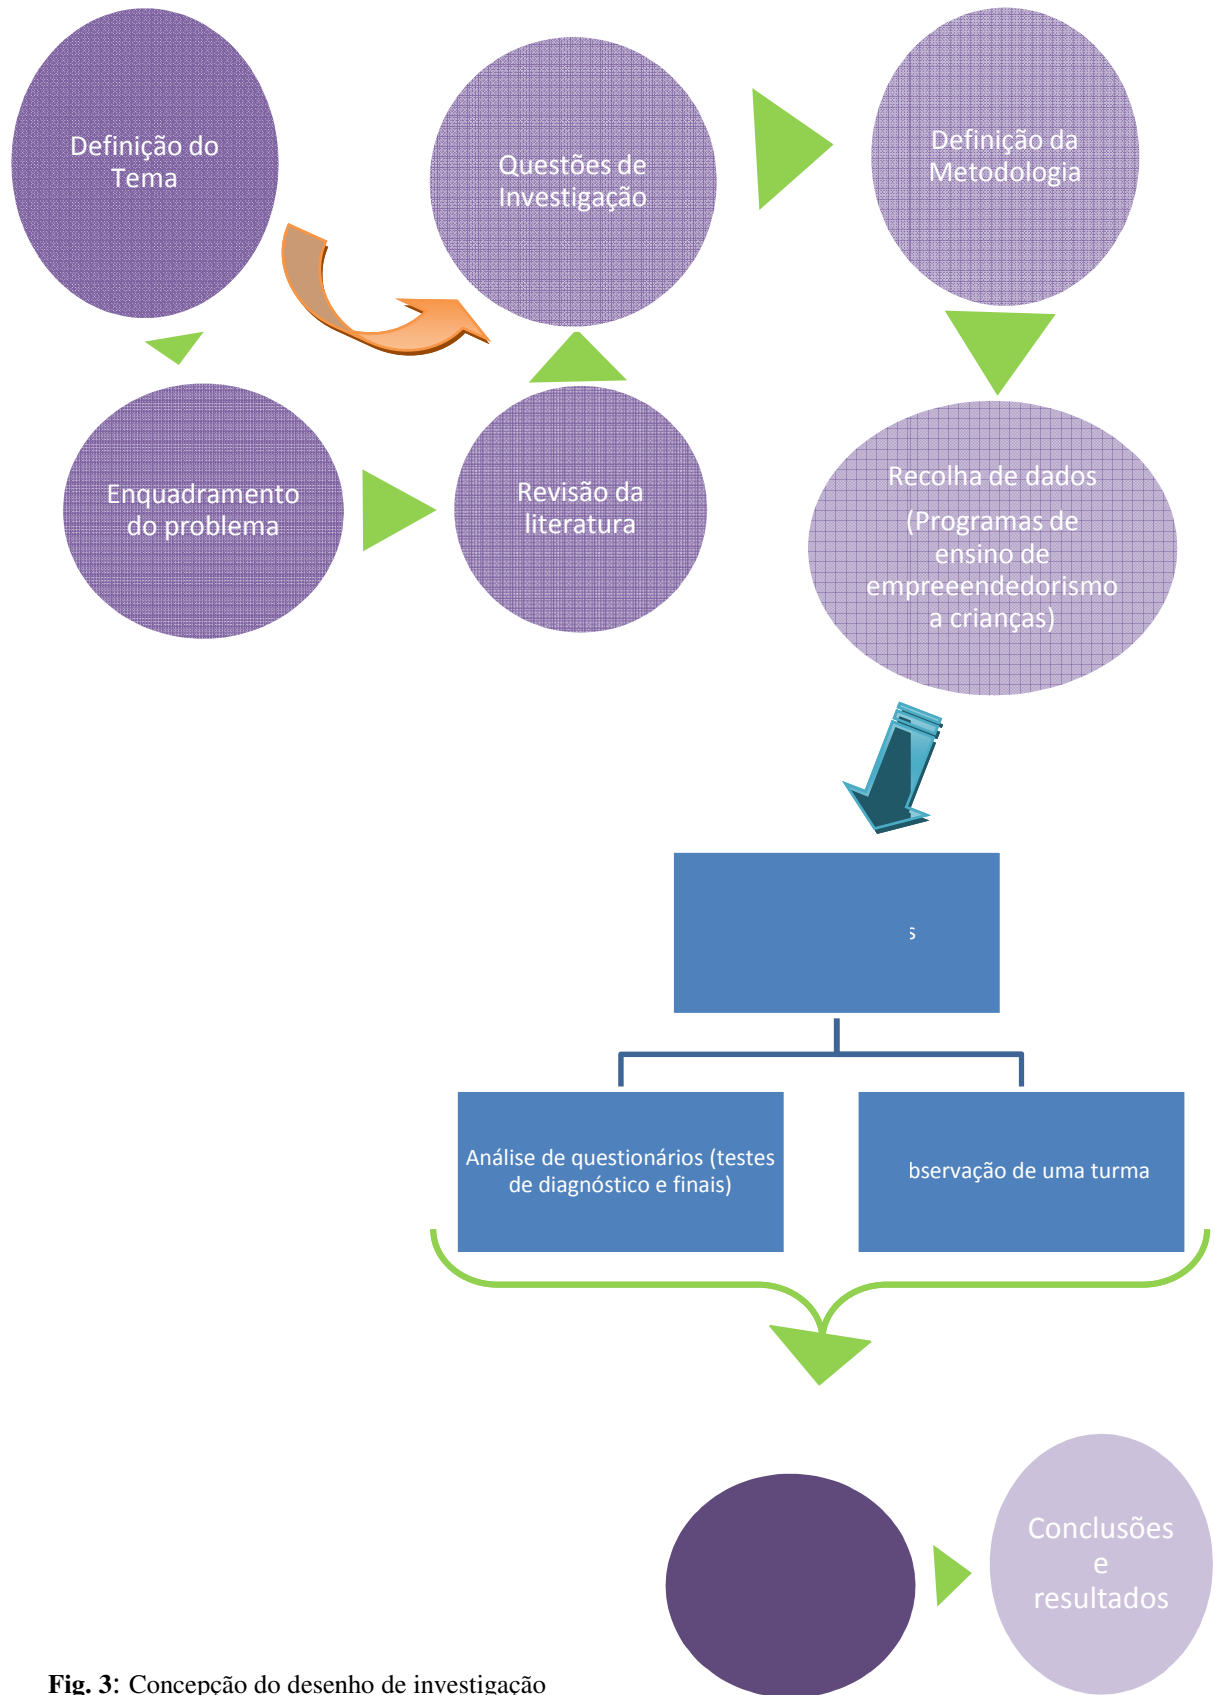 Definição do
Tema
Questões de
Investigação
Definição da
Metodologia
Enquadramento
do problema
Revisão da
literatura
Recolha de dados
(Programas de
ensino de
empreeendedorismo
a crianças)
s
Análise de questionários (testes
de diagnóstico e finais)
bservação de uma turma
Conclusões
e
resultados
Fig. 3: Concepção do desenho de investigação